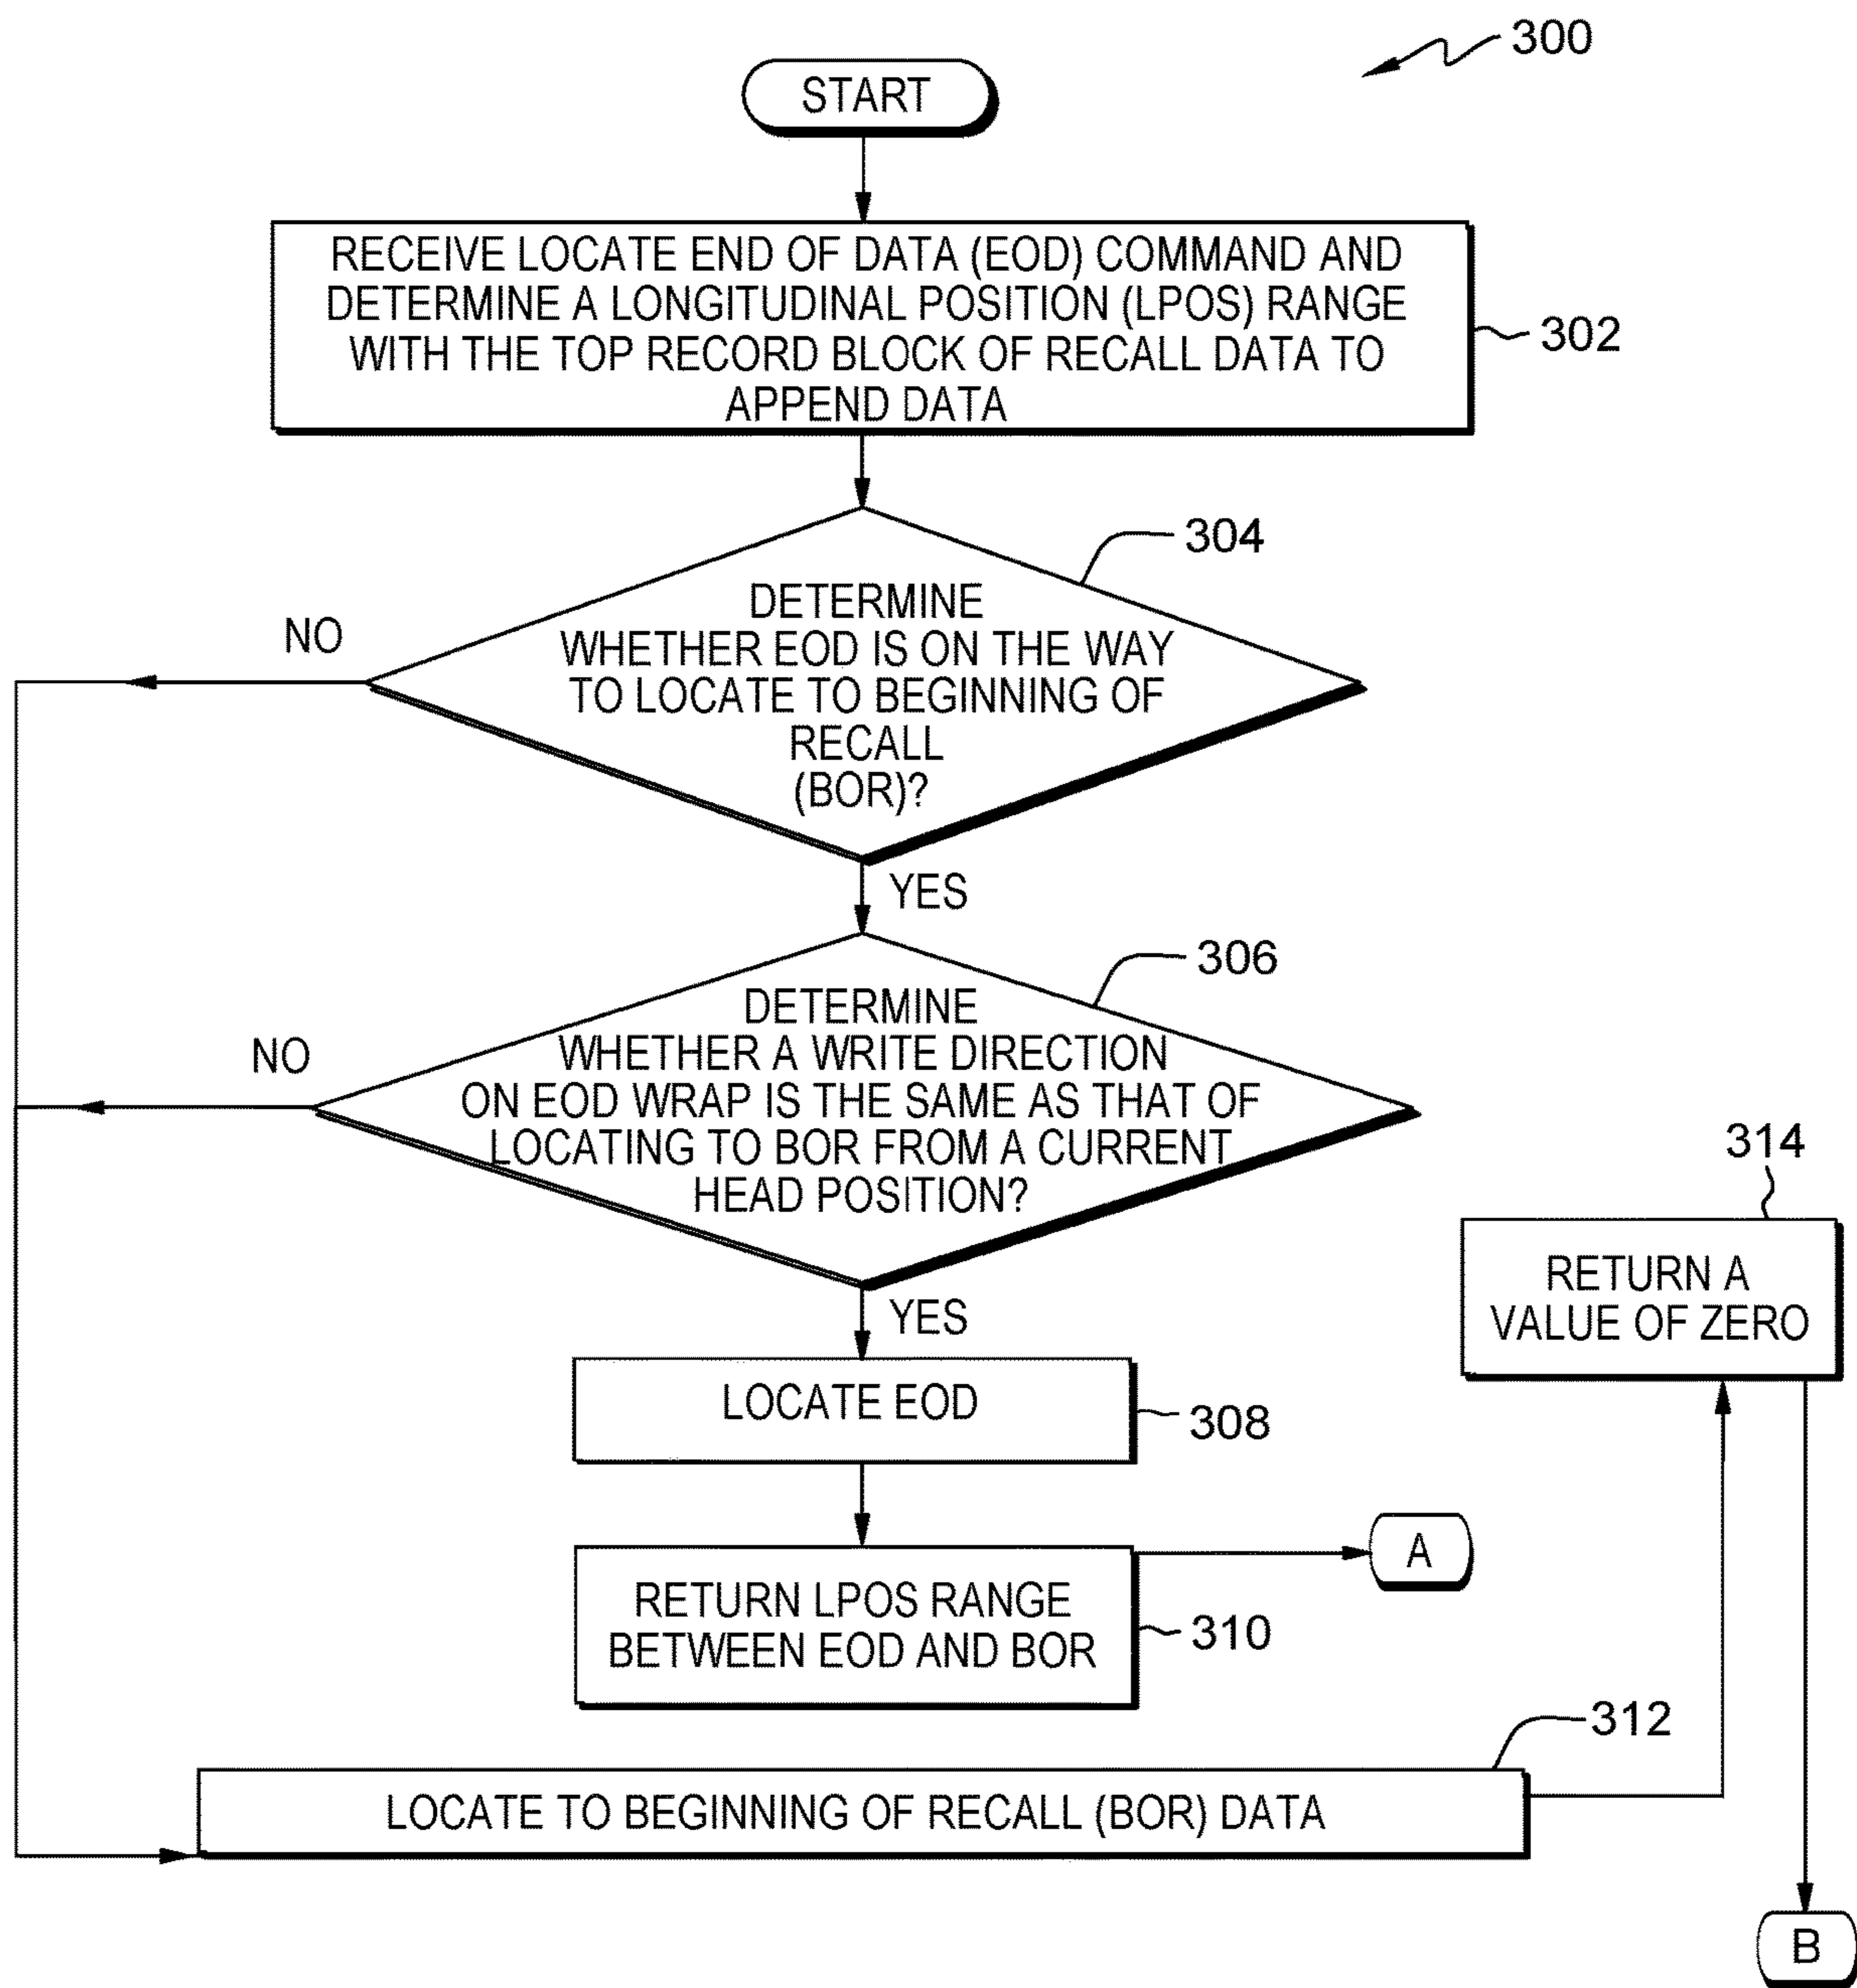 300
START
RECEIVE LOCATE END OF DATA (EOD) COMMAND AND
DETERMINE A LONGITUDINAL POSITION (LPOS) RANGE
WITH THE TOP RECORD BLOCK OF RECALL DATA TO
APPEND DATA
302
304
DETERMINE
WHETHER EOD IS ON THE WAY
TO LOCATE TO BEGINNING OF
RECALL
(BOR)?
NO
YES
306
DETERMINE
WHETHER A WRITE DIRECTION
ON EOD WRAP IS THE SAME AS THAT OF
LOCATING TO BOR FROM A CURRENT
HEAD POSITION?
NO
YES
314
RETURN A
VALUE OF ZERO
LOCATE EOD
308
A
RETURN LPOS RANGE
BETWEEN EOD AND BOR
310
312
LOCATE TO BEGINNING OF RECALL (BOR) DATA
B